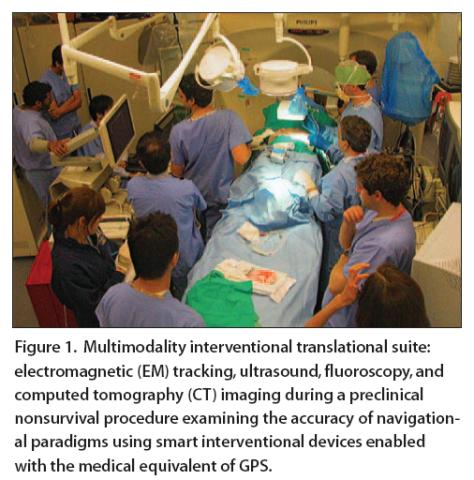 PHILIPS
Figure 1. Multimodality interventional translational suite:
electromagnetic (EM) tracking, ultrasound, fluoroscopy, and
computed tomography (CT) imaging during a preclinical
nonsurvival procedure examining the accuracy of navigation-
al paradigms using smart interventional devices enabled
with the medical equivalent of GPS.